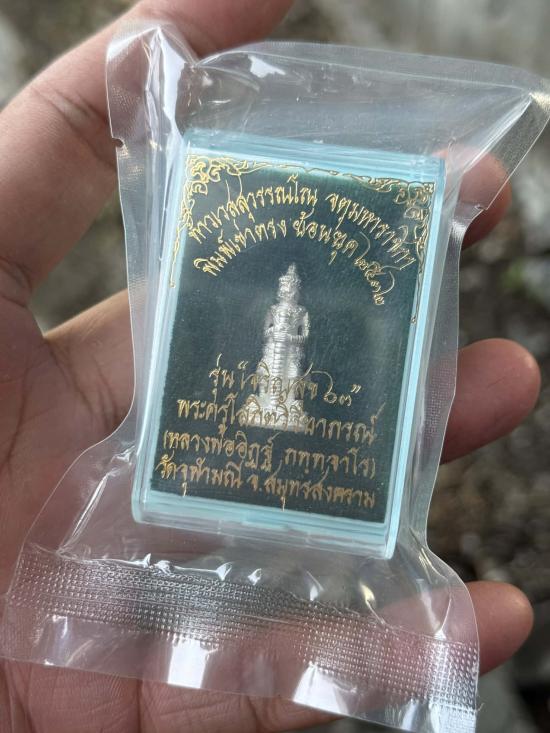 ท้าวเวสสุวรรณโณ จตุมหาราชิกา
พิมพ์เขาตรง ย้อนยุค ๒๕๓๒
รุ่น เจริญสุข ๖๓"
พระครูโสภิตวิริยาภรณ์
(หลวงพ่ออิฏฐ์ ภทฺทจาโร)
วัดจุฬามณี จ.สมุทรสงคราม